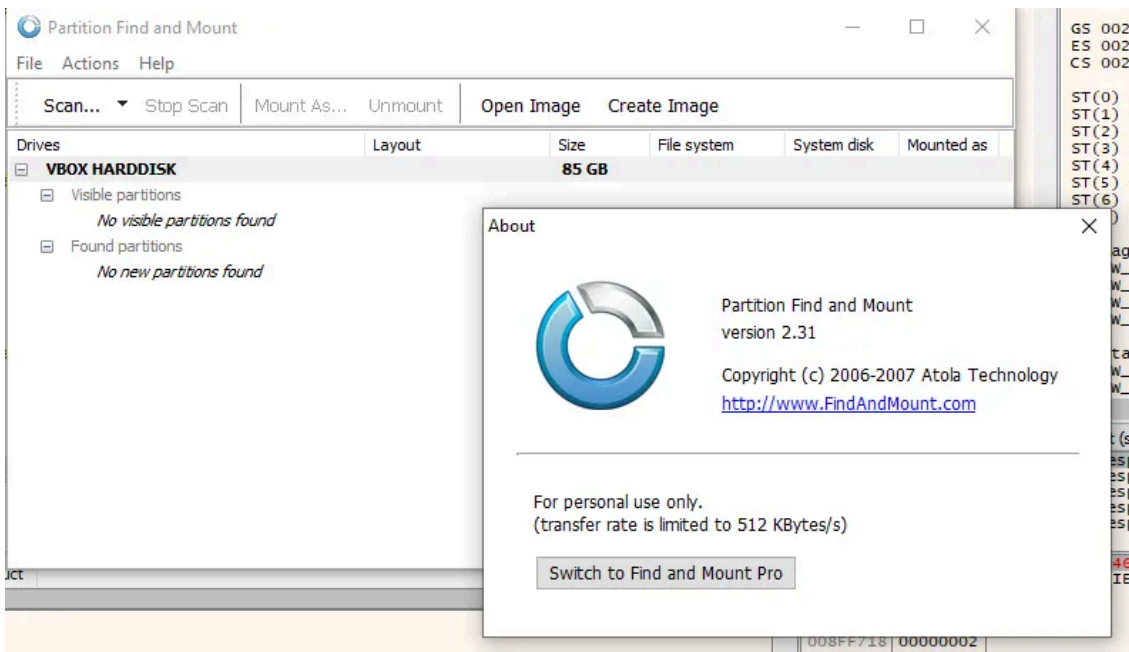 Partition Find and Mount
File Actions Help
Scan... Stop Scan Mount As... Unmount Open Image Create Image
Drives Layout Size File system System disk Mounted as
VBOX HARDDISK 85 GB
Visible partitions
No visible partitions found
Found partitions
No new partitions found
About
Partition Find and Mount
version 2.31
Copyright (c) 2006-2007 Atola Technology
http://www.FindAndMount.com
For personal use only.
(transfer rate is limited to 512 KBytes/s)
Switch to Find and Mount Pro
GS 002
ES 002
CS 002
ST(0)
ST(1)
ST(2)
ST(3)
ST(4)
ST(5)
ST(6)
008FF718 00000002